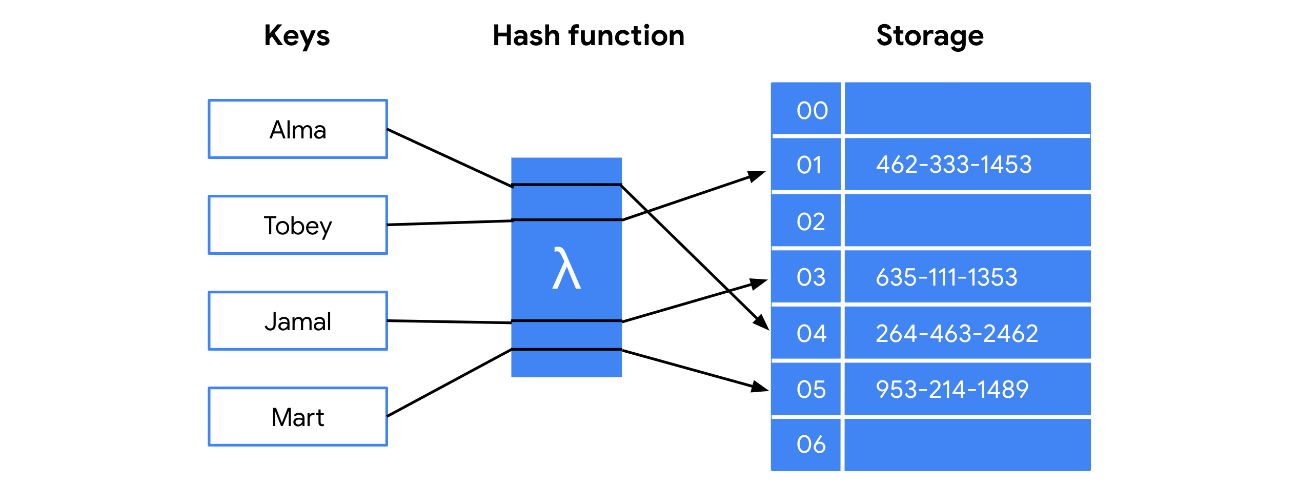 Keys
Hash function
Storage
Alma
Tobey
Jamal
Mart
λ
00
01 462-333-1453
02
03 635-111-1353
04 264-463-2462
05 953-214-1489
06